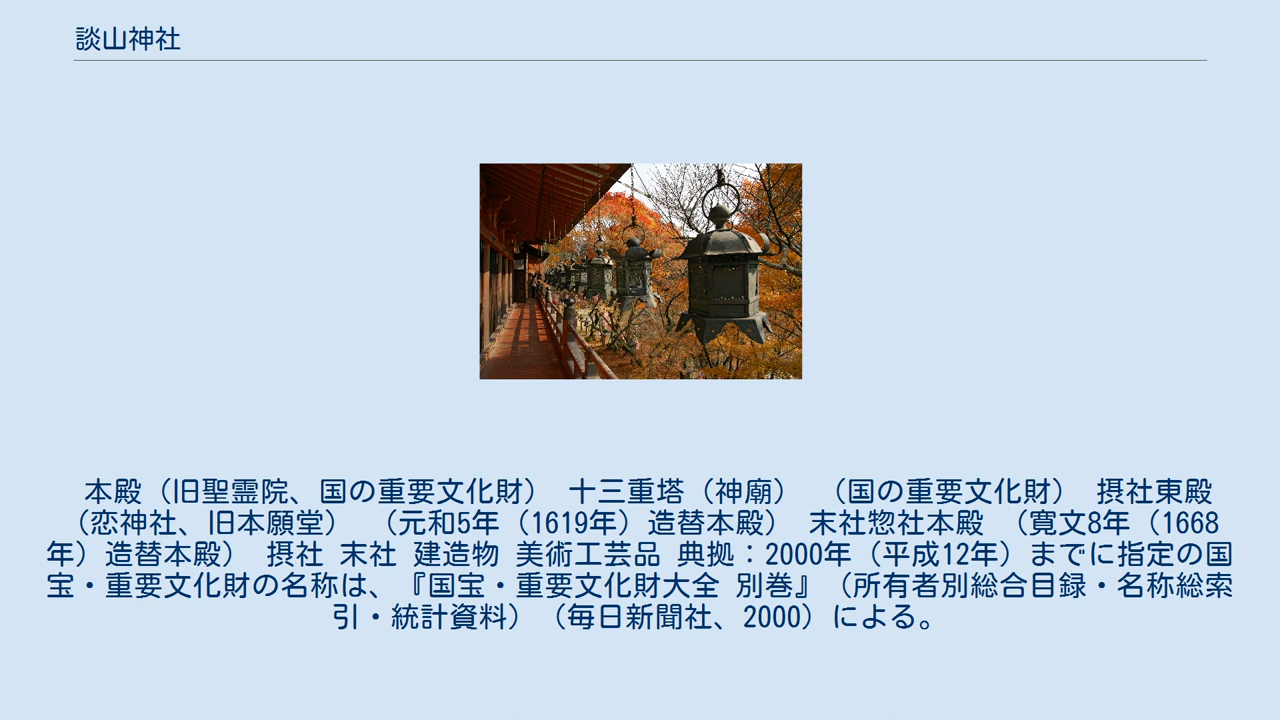 談山神社
本殿（旧聖霊院、国の重要文化財） 十三重塔（神廟） （国の重要文化財） 摂社東殿
（恋神社、旧本願堂） （元和5年（1619年）造替本殿） 末社惣社本殿 （寛文8年（1668
年）造替本殿） 摂社 末社 建造物 美術工芸品 典拠：2000年（平成12年）までに指定の国
宝・重要文化財の名称は、『国宝・重要文化財大全 別巻』（所有者別総合目録・名称総索
引・統計資料）（毎日新聞社、2000）による。